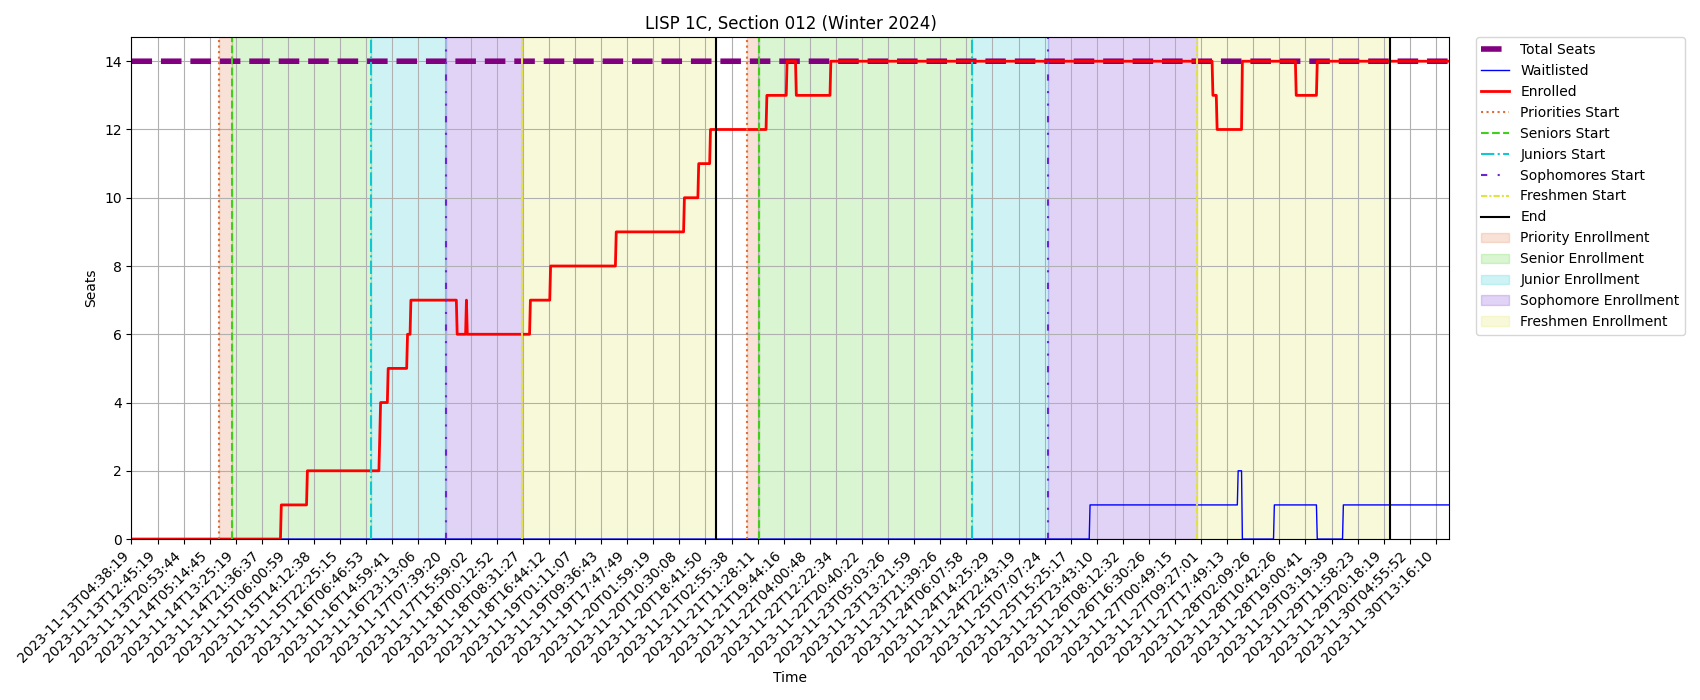 LISP 1C, Section 012 (Winter 2024)
Seats
14
12
10
8
6
4
2
0
2023-11-13T04:38:19
2023-11-13T12:45:19
2023-11-13T20:53:44
2023-11-14T05:14:45
2023-11-14T13:25:19
2023-11-14T21:36:37
2023-11-15T06:00:59
2023-11-15T14:12:38
2023-11-15T22:25:15
2023-11-16T06:46:53
2023-11-16T14:59:41
2023-11-16T23:13:06
2023-11-17T07:39:20
2023-11-17T15:59:02
2023-11-18T00:12:52
2023-11-18T08:31:27
2023-11-18T16:44:12
2023-11-19T01:11:07
2023-11-19T09:36:43
2023-11-19T17:47:49
2023-11-20T01:59:19
2023-11-20T10:30:08
2023-11-20T18:41:50
2023-11-21T02:55:38
2023-11-21T11:28:11
2023-11-21T19:44:16
2023-11-22T04:00:48
2023-11-22T12:22:34
2023-11-22T20:40:22
2023-11-23T05:03:26
2023-11-23T13:21:59
2023-11-23T21:39:26
2023-11-24T06:07:58
2023-11-24T14:25:29
2023-11-24T22:43:19
2023-11-25T07:07:24
2023-11-25T15:25:17
2023-11-25T23:43:10
2023-11-26T08:12:32
2023-11-26T16:30:26
2023-11-27T00:49:15
2023-11-27T09:27:01
2023-11-27T17:49:13
2023-11-28T02:09:26
2023-11-28T10:42:26
2023-11-28T19:00:41
2023-11-29T03:19:39
2023-11-29T11:58:23
2023-11-29T20:18:19
2023-11-30T04:55:52
2023-11-30T13:16:10
Time
Total Seats
Waitlisted
Enrolled
Priorities Start
Seniors Start
Juniors Start
Sophomores Start
Freshmen Start
End
Priority Enrollment
Senior Enrollment
Junior Enrollment
Sophomore Enrollment
Freshmen Enrollment